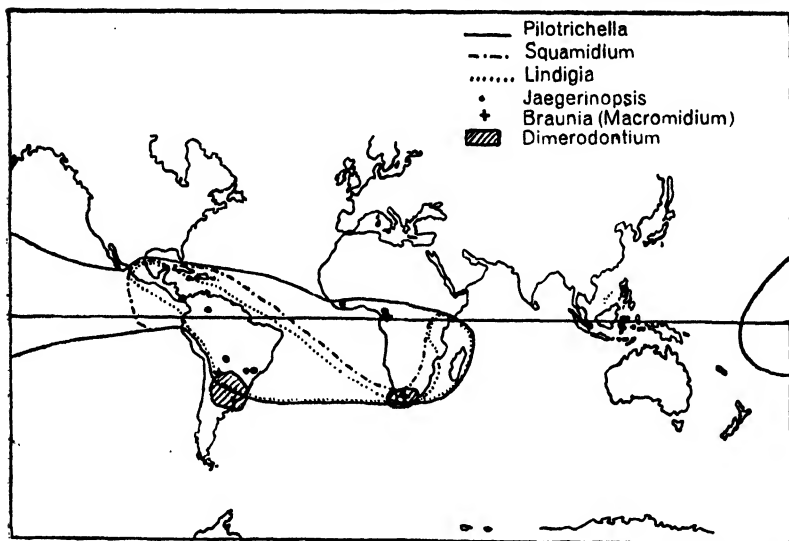 Pilotrichella
Squamidium
Lindigia
Jaegerinopsis
Braunia (Macromidium)
Dimerodontium